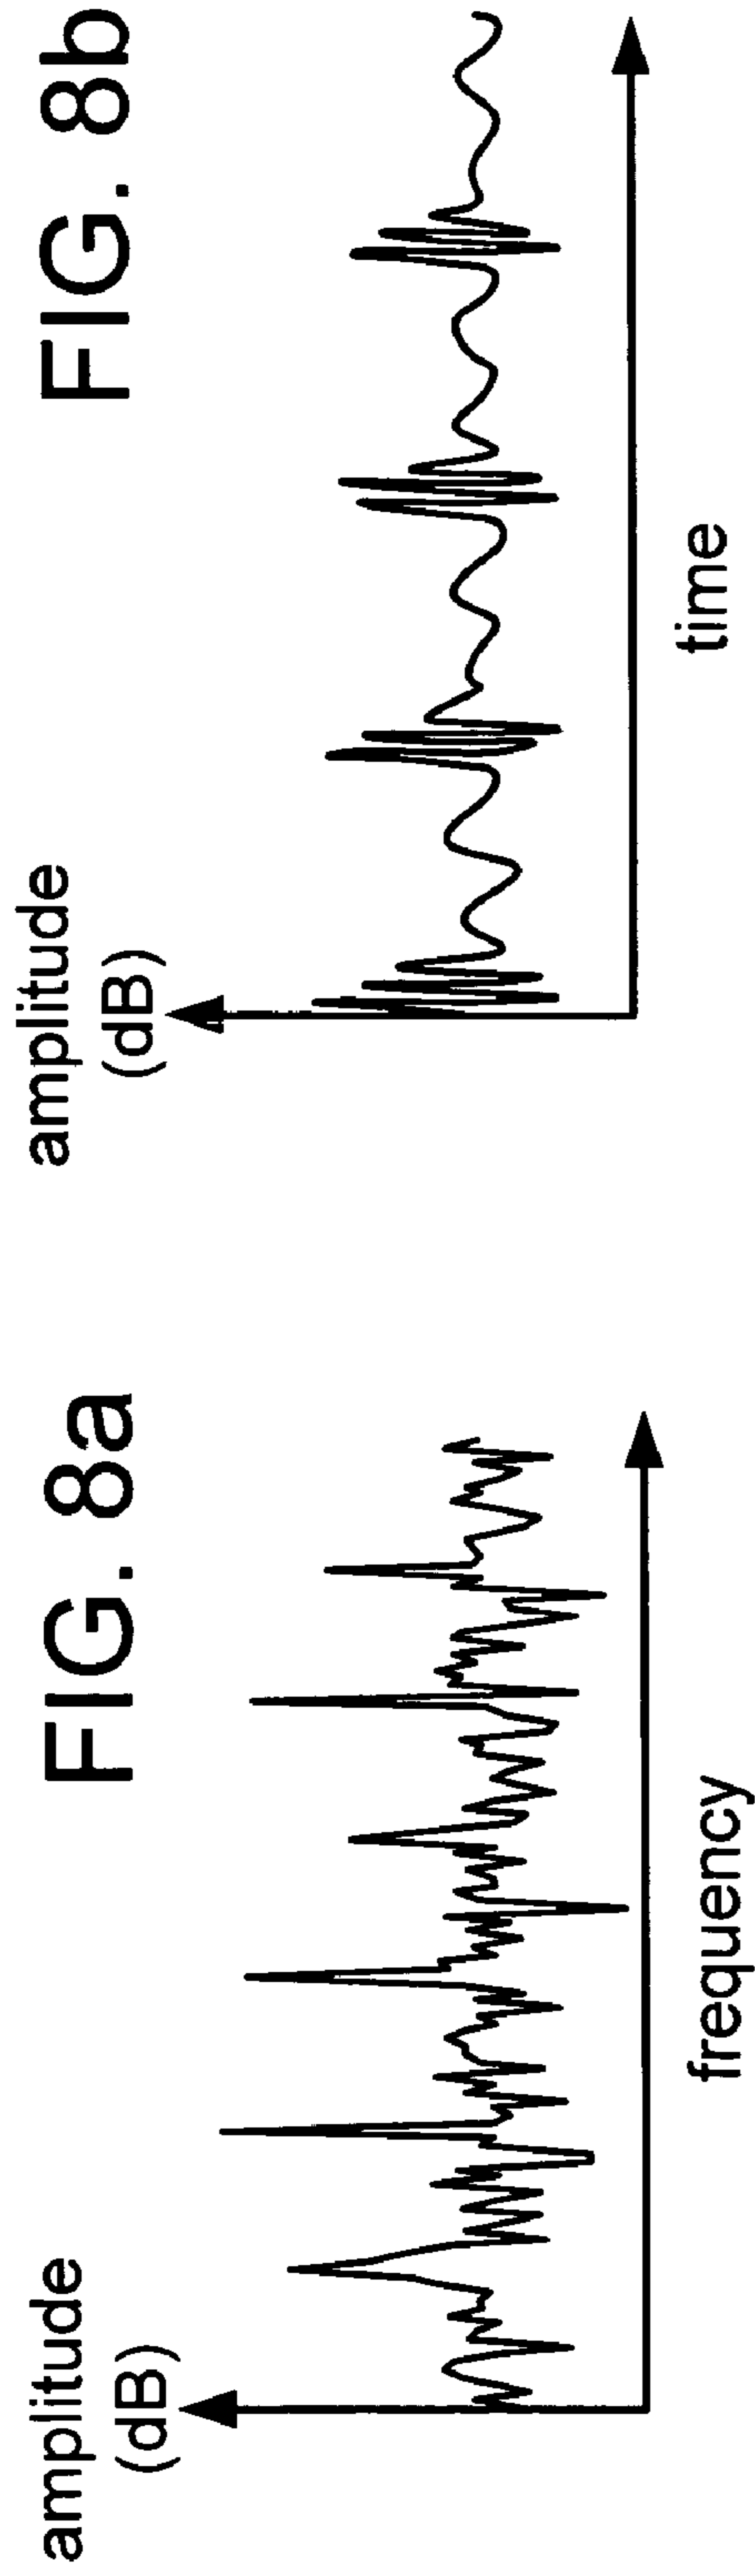 FIG. 8a
amplitude
(dB)
frequency
FIG. 8b
amplitude
(dB)
time